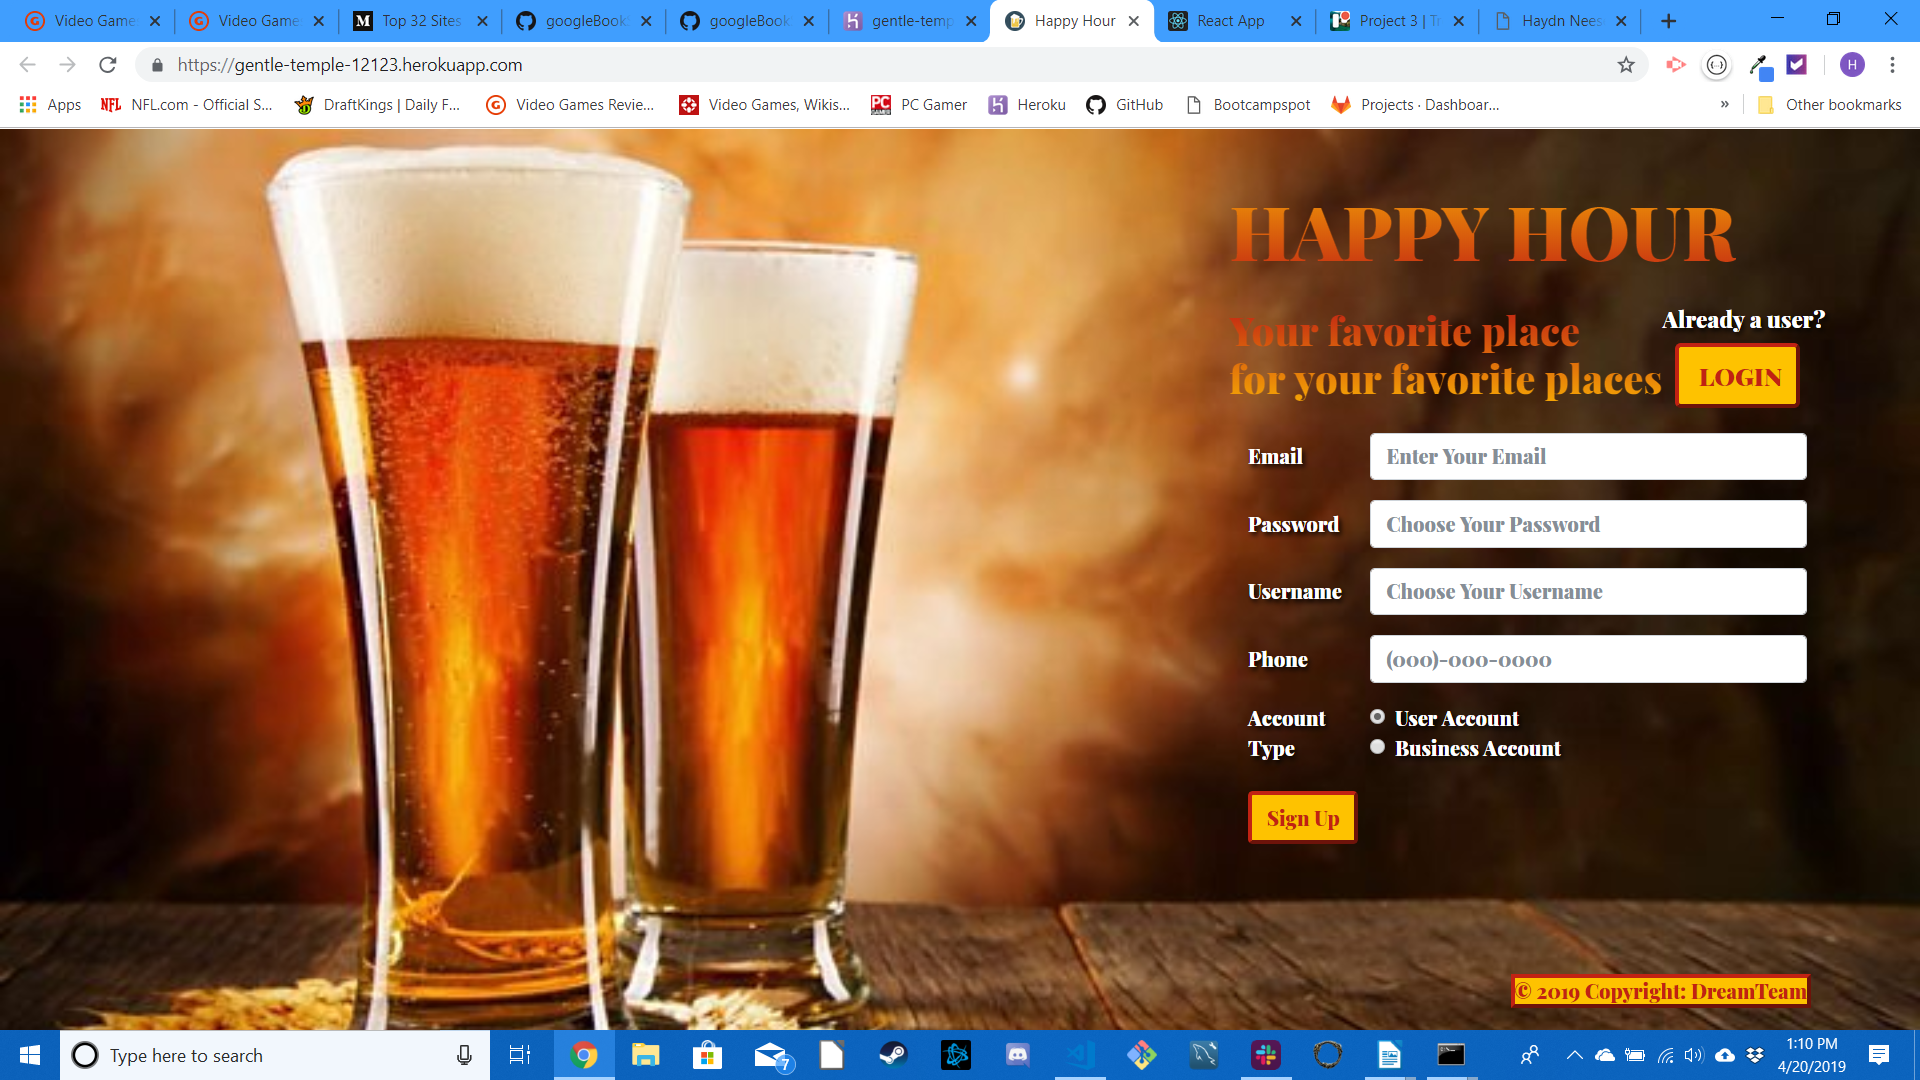 Video Game
Video Game
Top 32 Sites
googleBook
googleBook
gentle-temp
Happy Hour
React App
Project 3 | Tr
Haydn Nees
https://gentle-temple-12123.herokuapp.com
H
Apps
NFL.com - Official S...
DraftKings | Daily F...
Video Games Revie...
Video Games, Wikis...
PC Gamer
Heroku
GitHub
Bootcampspot
Projects · Dashboar...
»
Other bookmarks
HAPPY HOUR
Your favorite place
for your favorite places
Already a user?
LOGIN
Email
Enter Your Email
Password
Choose Your Password
Username
Choose Your Username
Phone
(000)-000-0000
Account
Type
User Account
Business Account
Sign Up
© 2019 Copyright: DreamTeam
Type here to search
7
1:10 PM
4/20/2019